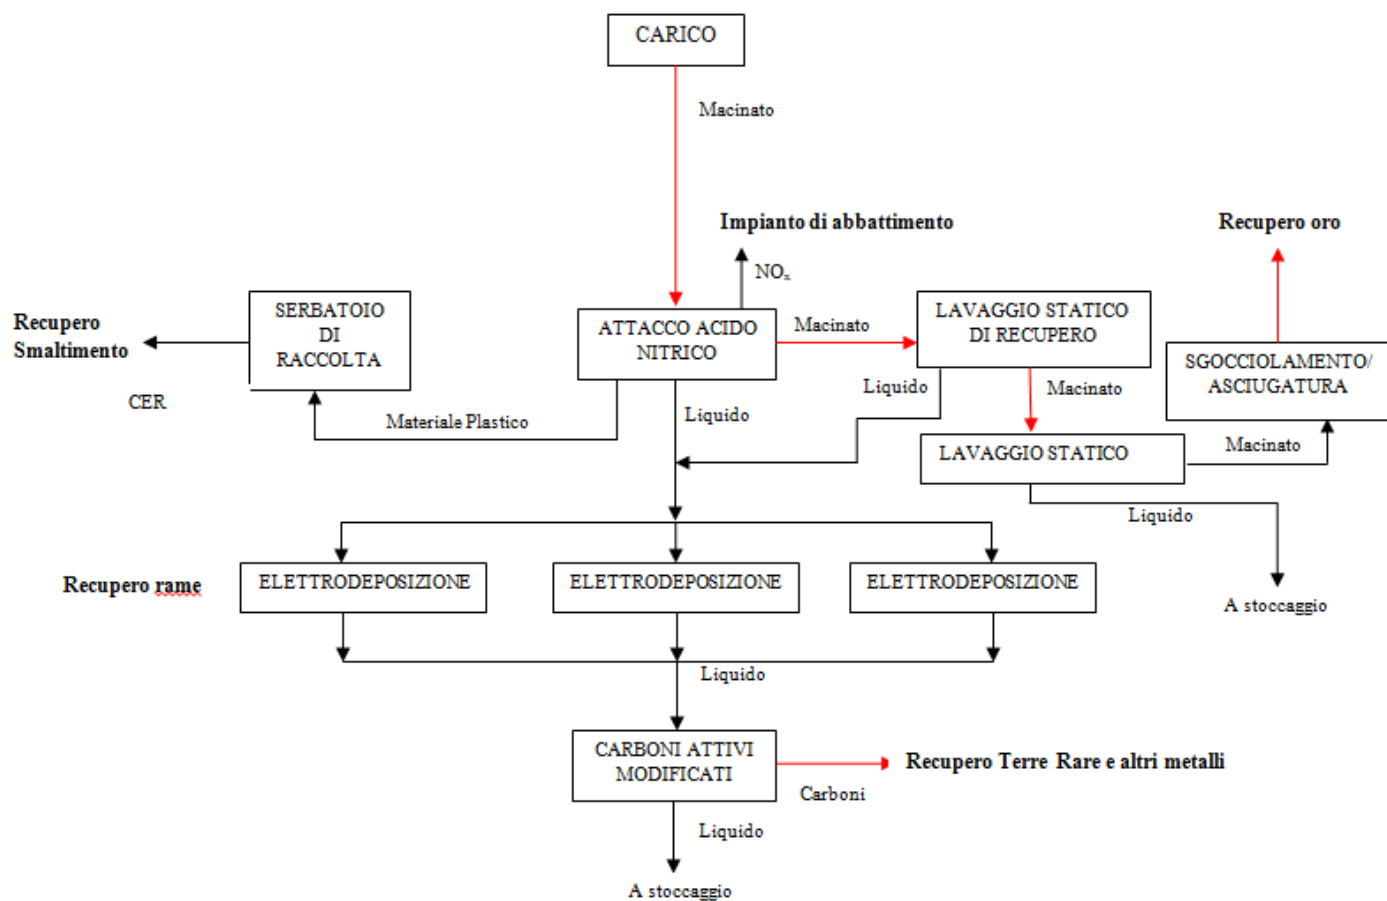 CARICO
Macinato
Impianto di abbattimento
Recupero oro
NOₓ
SERBATOIO
DI
RACCOLTA
Recupero
Smaltimento
CER
ATTACCO ACIDO
NITRICO
Macinato
LAVAGGIO STATICO
DI RECUPERO
SGOCCIOLAMENTO/
ASCIUGATURA
Liquido
Macinato
Materiale Plastico
Liquido
LAVAGGIO STATICO
Macinato
Liquido
Recupero rame
ELETTRODEPOSIZIONE
ELETTRODEPOSIZIONE
ELETTRODEPOSIZIONE
A stoccaggio
Liquido
CARBONI ATTIVI
MODIFICATI
Recupero Terre Rare e altri metalli
Carboni
Liquido
A stoccaggio